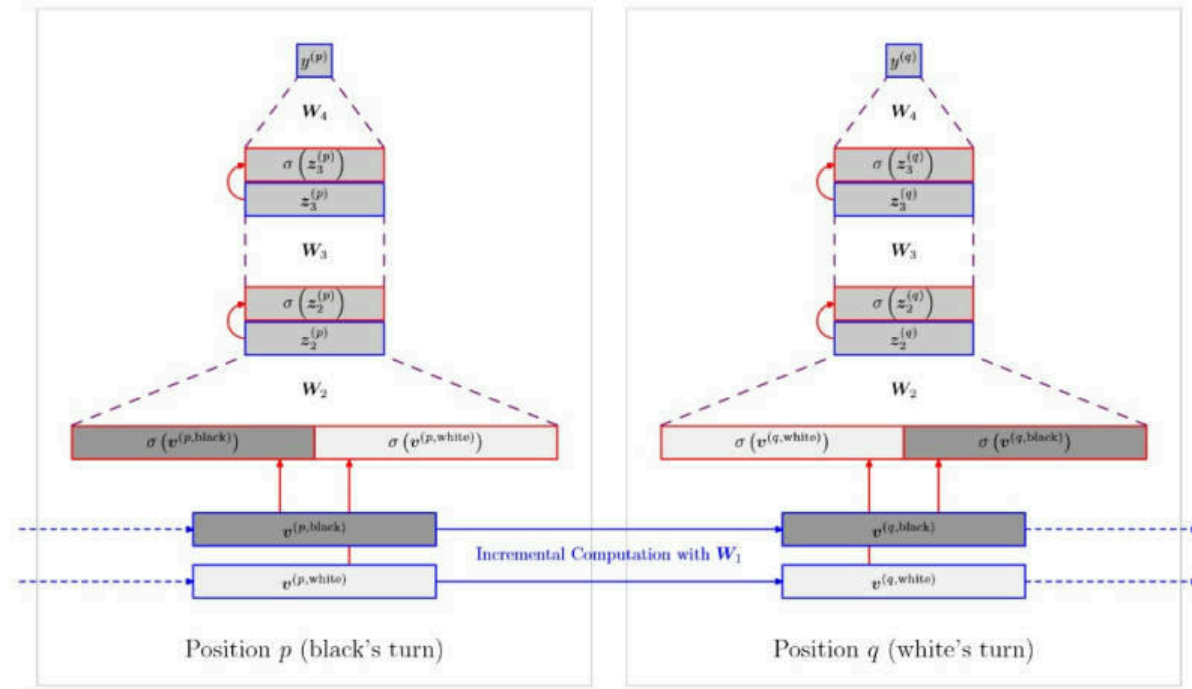 y^(p)
W_4
σ(z_3^(p))
z_3^(p)
W_3
σ(z_2^(p))
z_2^(p)
W_2
σ(v^(p,black)) σ(v^(p,white))
v^(p,black)
v^(p,white)
Position p (black's turn)
Incremental Computation with W_1
y^(q)
W_4
σ(z_3^(q))
z_3^(q)
W_3
σ(z_2^(q))
z_2^(q)
W_2
σ(v^(q,white)) σ(v^(q,black))
v^(q,black)
v^(q,white)
Position q (white's turn)